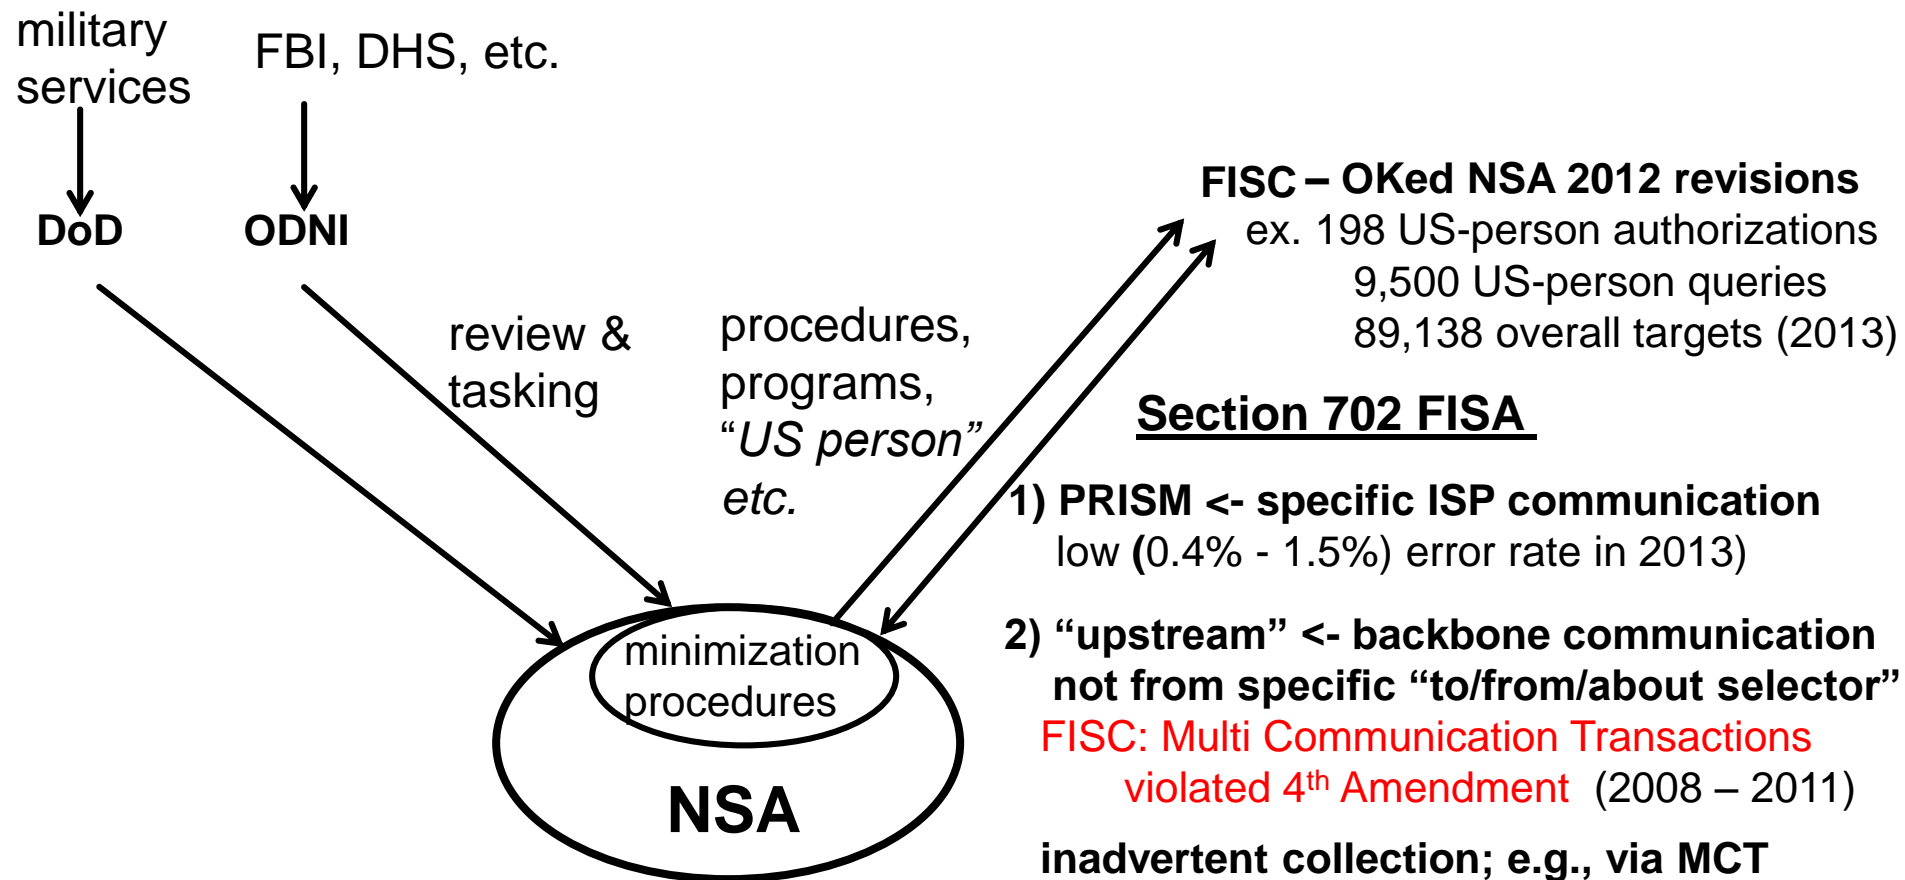 military
services
FBI, DHS, etc.
DoD
ODNI
review &
tasking
procedures,
programs,
“US person”
etc.
minimization
procedures
NSA
FISC – OKed NSA 2012 revisions
ex. 198 US-person authorizations
9,500 US-person queries
89,138 overall targets (2013)
Section 702 FISA
1) PRISM <- specific ISP communication
low (0.4% - 1.5%) error rate in 2013)
2) “upstream” <- backbone communication
not from specific “to/from/about selector”
FISC: Multi Communication Transactions
violated 4th Amendment (2008 – 2011)
inadvertent collection; e.g., via MCT